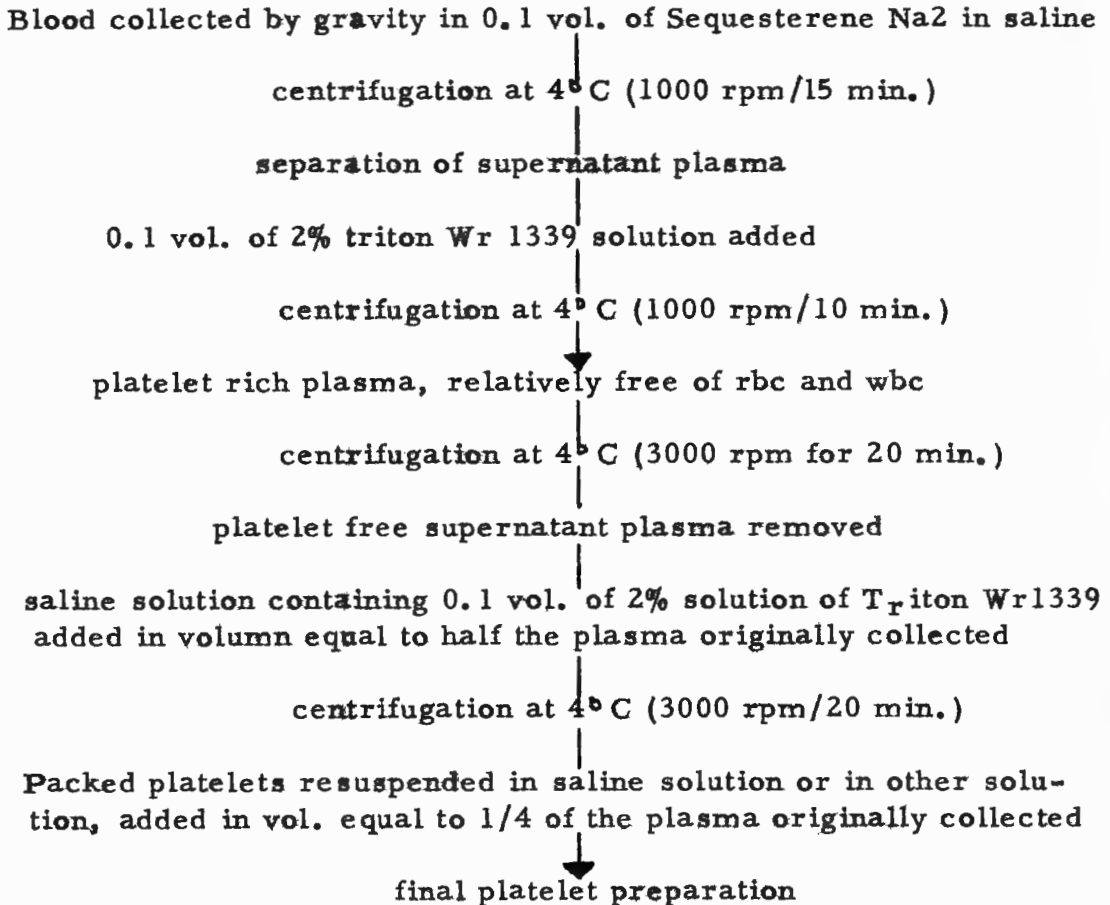 Blood collected by gravity in 0.1 vol. of Sequesterene Na2 in saline
centrifugation at 4° C (1000 rpm/15 min.)
separation of supernatant plasma
0.1 vol. of 2% triton Wr 1339 solution added
centrifugation at 4° C (1000 rpm/10 min.)
platelet rich plasma, relatively free of rbc and wbc
centrifugation at 4° C (3000 rpm for 20 min.)
platelet free supernatant plasma removed
saline solution containing 0.1 vol. of 2% solution of Triton Wr1339
added in volumn equal to half the plasma originally collected
centrifugation at 4° C (3000 rpm/20 min.)
Packed platelets resuspended in saline solution or in other solu-
tion, added in vol. equal to 1/4 of the plasma originally collected
final platelet preparation